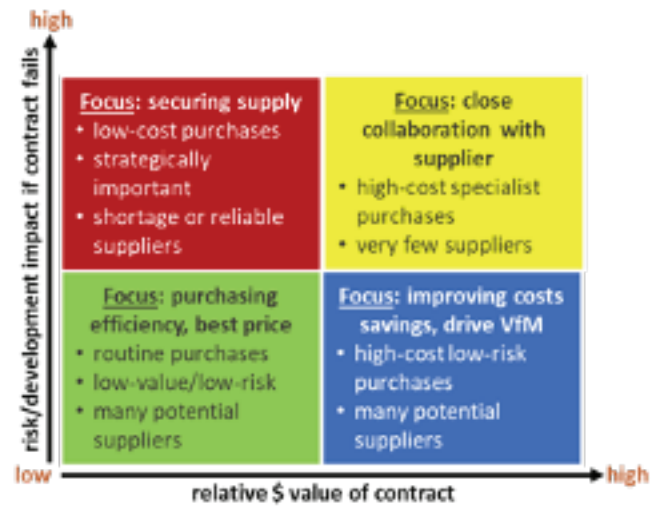 high
risk/development impact if contract fails
Focus: securing supply
• low-cost purchases
• strategically
important
• shortage or reliable
suppliers
Focus: close
collaboration with
supplier
• high-cost specialist
purchases
• very few suppliers
Focus: purchasing
efficiency, best price
• routine purchases
• low-value/low-risk
• many potential
suppliers
Focus: improving costs
savings, drive VfM
• high-cost low-risk
purchases
• many potential
suppliers
low
high
relative $ value of contract